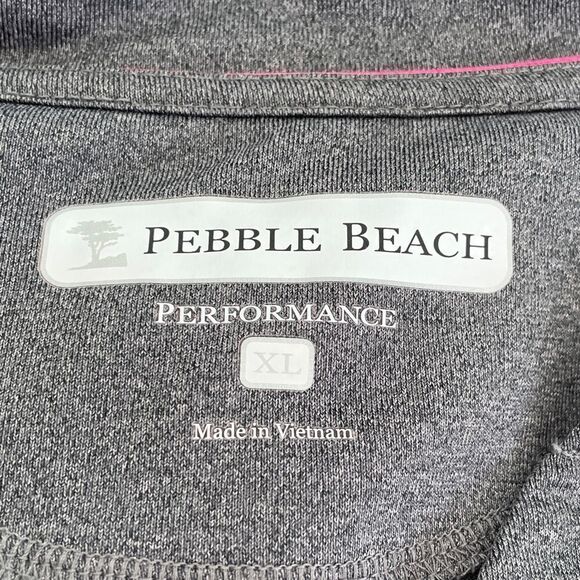 PEBBLE BEACH
PERFORMANCE
XL
Made in Vietnam